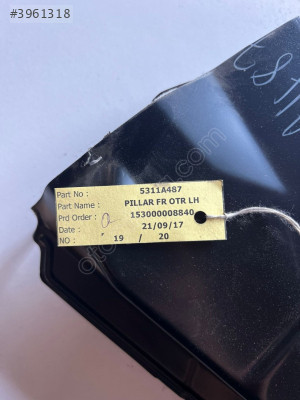 #3961318
Part No : 5311A487
Part Name : PILLAR FR OTR LH
Prd Order : 153000008840
Date : 21/09/17
NO : 19 / 20